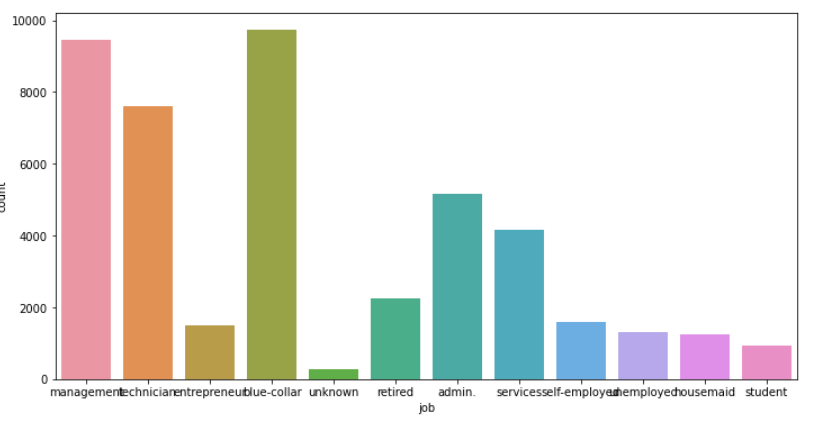 10000
8000
6000
4000
2000
0
count
management technician entrepreneur blue-collar unknown retired admin. services self-employed unemployed housemaid student
job